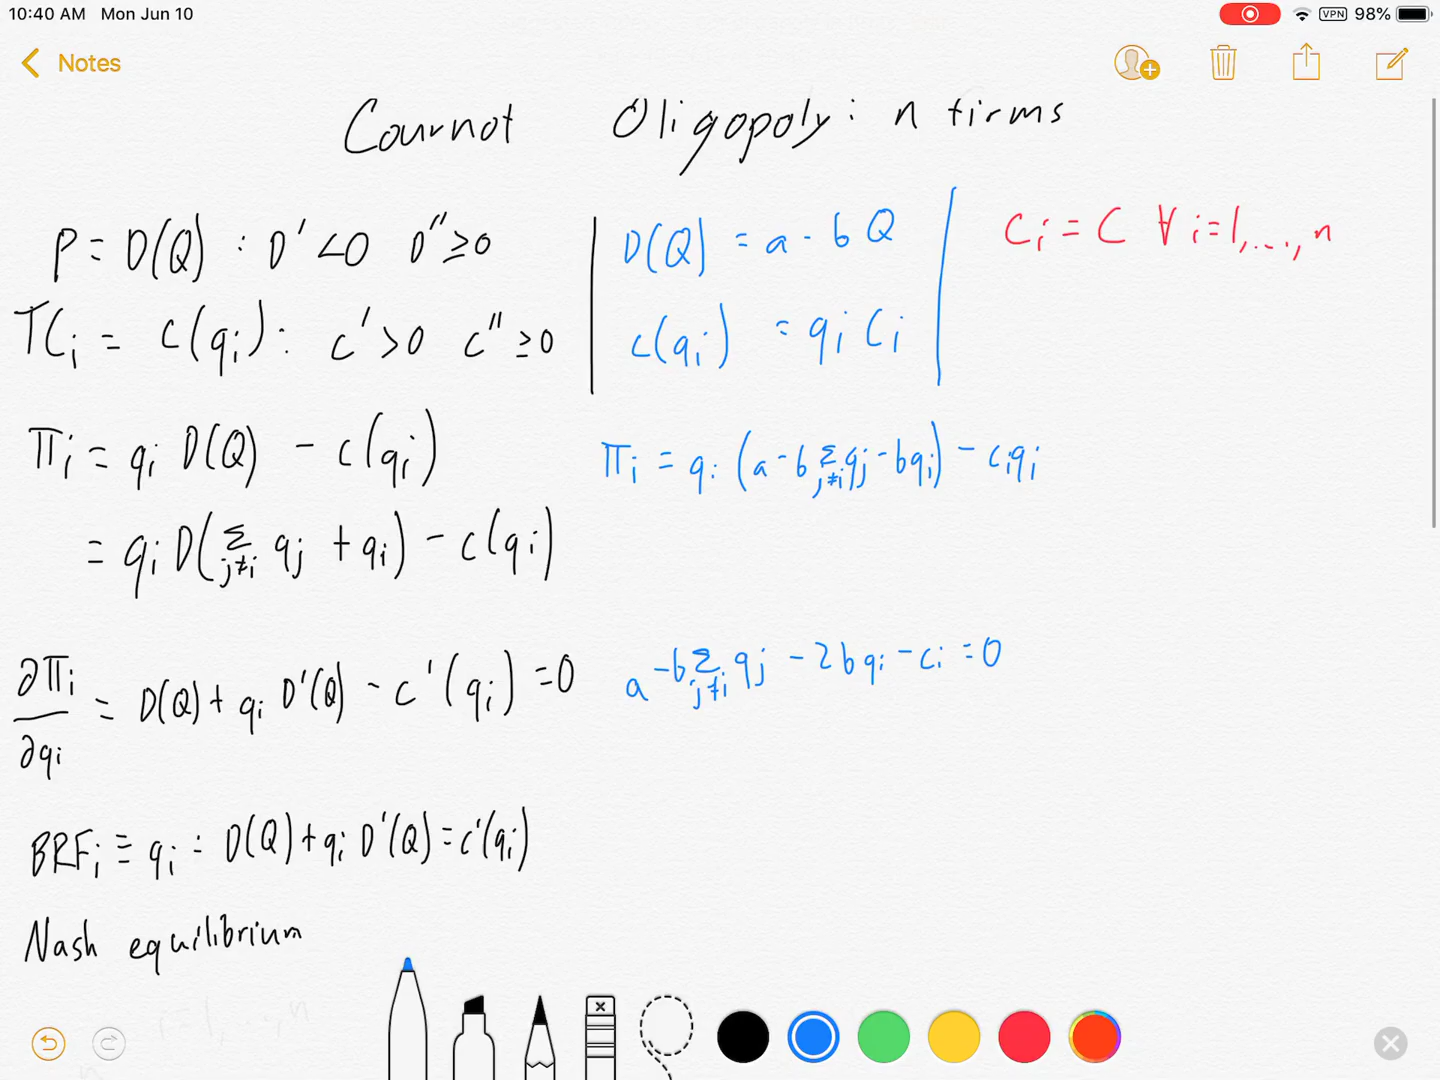 10:40 AM Mon Jun 10
VPN 98%
Notes
Cournot Oligopoly: n firms
P = D(Q) : D' <0 D'' ≥0
D(Q) = a - b Q
C_i = C ∀ i=1,...., n
TC_i = c(q_i): c' >0 c'' ≥0
c(q_i) = q_i C_i
Π_i = q_i D(Q) - c(q_i)
Π_i = q_i (a - b Σ_{j≠i} q_j - bq_i) - c_i q_i
= q_i D(Σ_{j≠i} q_j + q_i) - c(q_i)
∂Π_i/∂q_i = D(Q) + q_i D'(Q) - c'(q_i) = 0
a - b Σ_{j≠i} q_j - 2bq_i - c_i = 0
BRF_i ≡ q_i : D(Q) + q_i D'(Q) = c'(q_i)
Nash equilibrium
i=1, ..., n